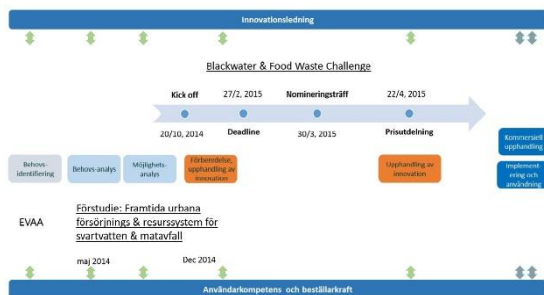 Innovationsledning
Blackwater & Food Waste Challenge
Kick off
27/2, 2015
Nomineringsträff
22/4, 2015
20/10, 2014
Deadline
30/3, 2015
Prisutdelning
Kommersiell
upphandling
Behovs-
identifiering
Behovs-analys
Möjlighets-
analys
Förberedelse,
upphandling av
innovation
Upphandling av
innovation
Implement-
ering och
användning
EVAA
Förstudie: Framtida urbana
försörjnings & resurssystem för
svartvatten & matavfall
maj 2014
Dec 2014
Användarkompetens och beställarkraft